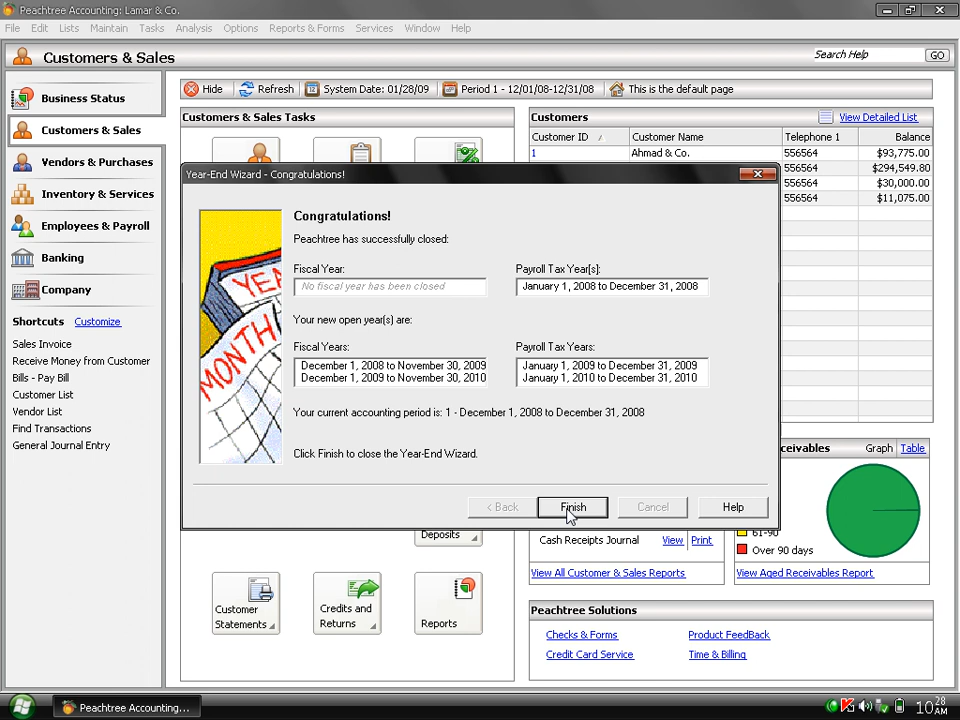 Peachtree Accounting: Lamar & Co.
File Edit Lists Maintain Tasks Analysis Options Reports & Forms Services Window Help
Customers & Sales
Search Help GO
Business Status
Customers & Sales
Vendors & Purchases
Inventory & Services
Employees & Payroll
Banking
Company
Shortcuts Customize
Sales Invoice
Receive Money from Customer
Bills - Pay Bill
Customer List
Vendor List
Find Transactions
General Journal Entry
Hide Refresh System Date: 01/28/09 Period 1 - 12/01/08-12/31/08 This is the default page
Customers & Sales Tasks
Customers View Detailed List
Customer ID Customer Name Telephone 1 Balance
1 Ahmad & Co. 556564 $93,775.00
556564 $294,549.80
556564 $30,000.00
556564 $11,075.00
Year-End Wizard - Congratulations!
YEA
MONTH
Congratulations!
Peachtree has successfully closed:
Fiscal Year: Payroll Tax Year(s):
No fiscal year has been closed January 1, 2008 to December 31, 2008
Your new open year(s) are:
Fiscal Years: Payroll Tax Years:
December 1, 2008 to November 30, 2009 January 1, 2009 to December 31, 2009
December 1, 2009 to November 30, 2010 January 1, 2010 to December 31, 2010
Your current accounting period is: 1 - December 1, 2008 to December 31, 2008
Click Finish to close the Year-End Wizard.
< Back Finish Cancel Help
eceivables Graph Table
61-90
Over 90 days
View Aged Receivables Report
Deposits
Customer Statements
Credits and Returns
Reports
Cash Receipts Journal View Print
View All Customer & Sales Reports
Peachtree Solutions
Checks & Forms Product FeedBack
Credit Card Service Time & Billing
Peachtree Accounting...
10:28 AM